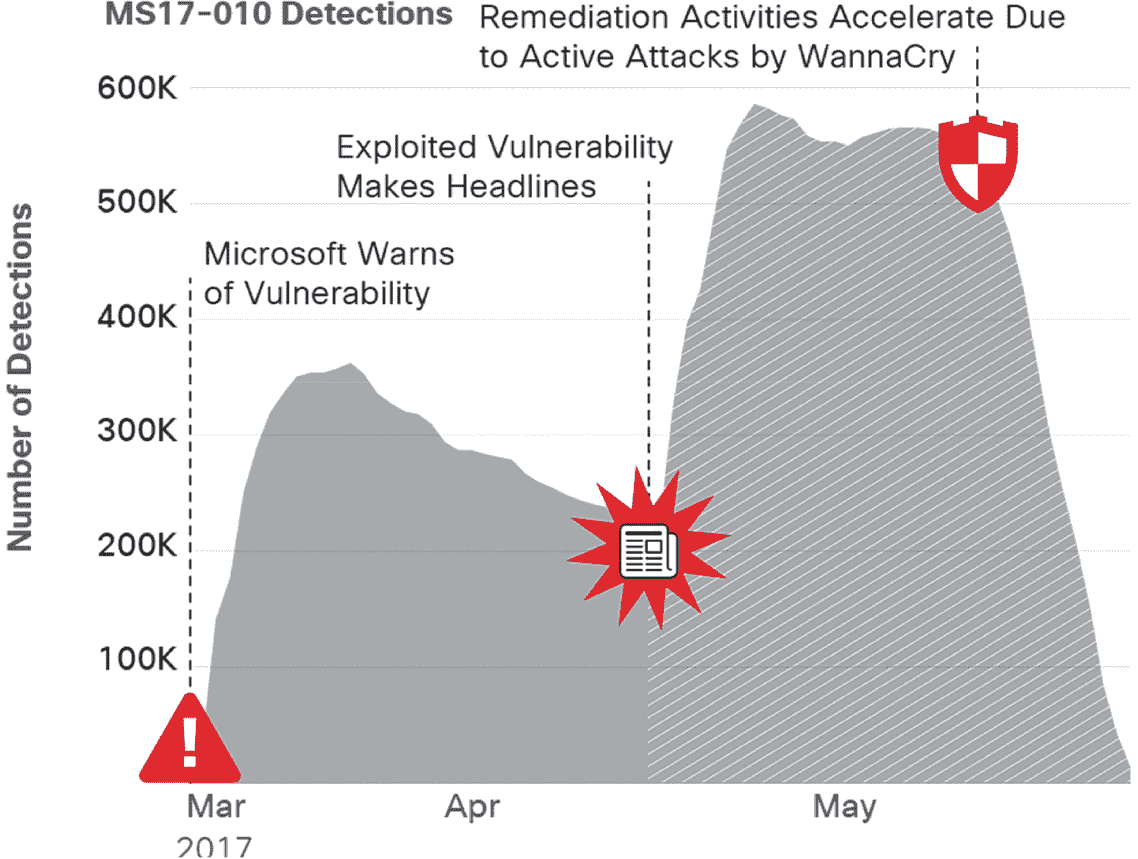 MS17-010 Detections
Remediation Activities Accelerate Due
to Active Attacks by WannaCry
600K
Exploited Vulnerability
Makes Headlines
500K
Microsoft Warns
of Vulnerability
400K
Number of Detections
300K
200K
100K
Mar
Apr
May
2017